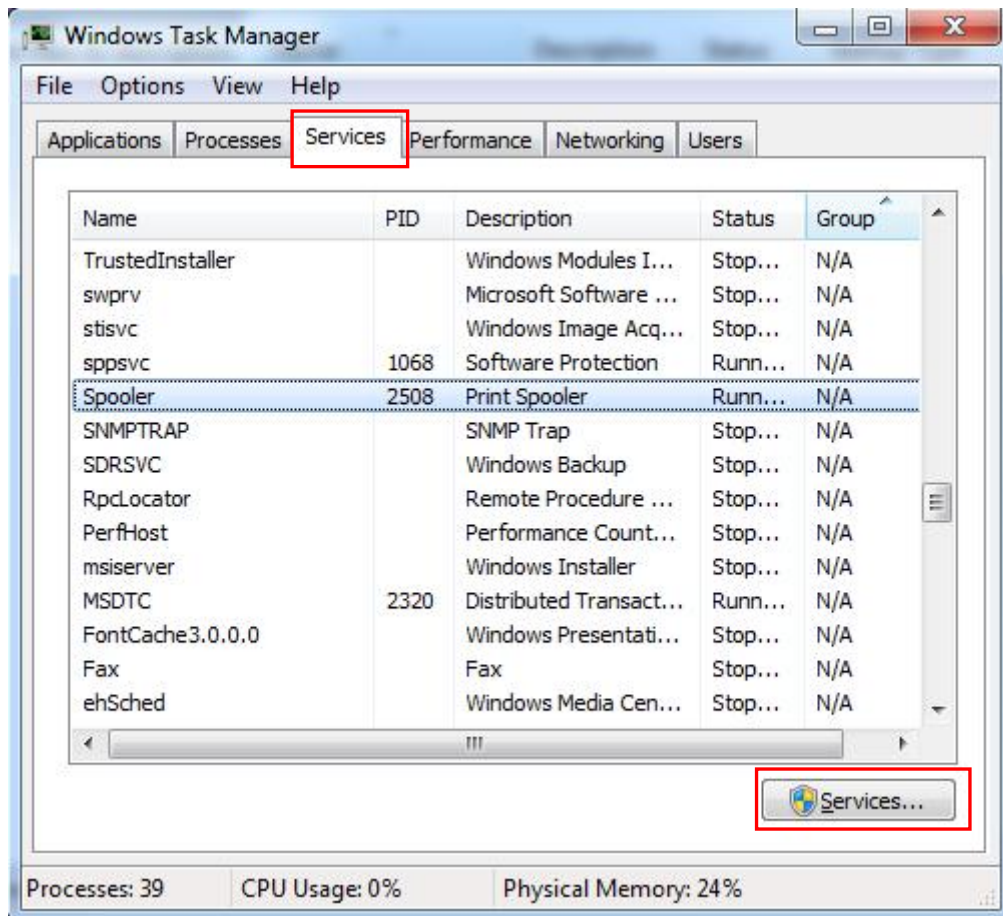 Windows Task Manager
File Options View Help
Applications Processes Services Performance Networking Users
Name PID Description Status Group
TrustedInstaller Windows Modules I... Stop... N/A
swprv Microsoft Software ... Stop... N/A
stisvc Windows Image Acq... Stop... N/A
sppsvc 1068 Software Protection Runn... N/A
Spooler 2508 Print Spooler Runn... N/A
SNMPTRAP SNMP Trap Stop... N/A
SDRSVC Windows Backup Stop... N/A
RpcLocator Remote Procedure ... Stop... N/A
PerfHost Performance Count... Stop... N/A
msiserver Windows Installer Stop... N/A
MSDTC 2320 Distributed Transact... Runn... N/A
FontCache3.0.0.0 Windows Presentati... Stop... N/A
Fax Fax Stop... N/A
ehSched Windows Media Cen... Stop... N/A
Services...
Processes: 39 CPU Usage: 0% Physical Memory: 24%